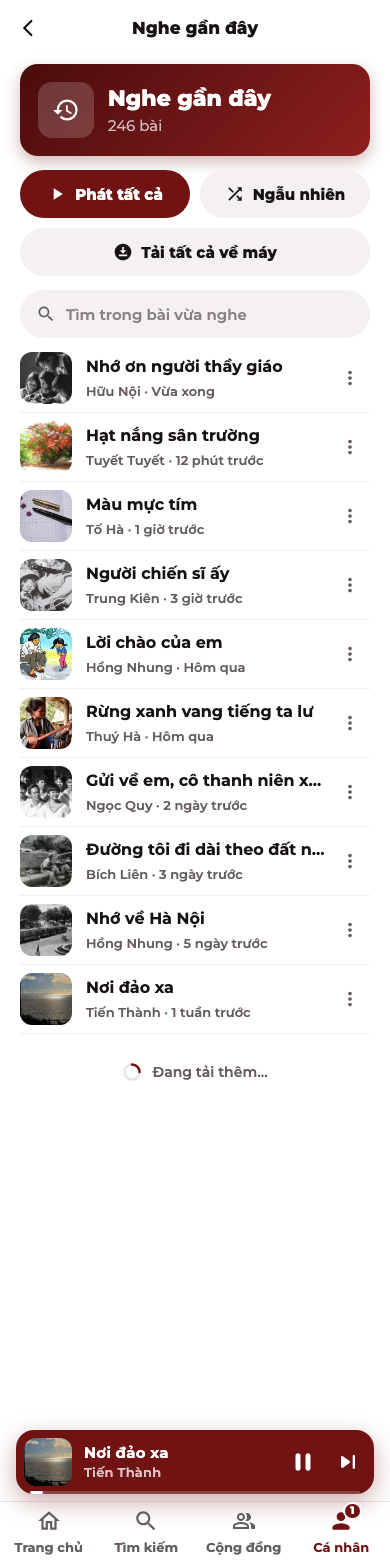 Nghe gần đây
Nghe gần đây
246 bài
Phát tất cả
Ngẫu nhiên
Tải tất cả về máy
Tìm trong bài vừa nghe
Nhớ ơn người thầy giáo
Hữu Nội · Vừa xong
Hạt nắng sân trường
Tuyết Tuyết · 12 phút trước
Màu mực tím
Tố Hà · 1 giờ trước
Người chiến sĩ ấy
Trung Kiên · 3 giờ trước
Lời chào của em
Hồng Nhung · Hôm qua
Rừng xanh vang tiếng ta lư
Thuý Hà · Hôm qua
Gửi về em, cô thanh niên x...
Ngọc Quy · 2 ngày trước
Đường tôi đi dài theo đất n...
Bích Liên · 3 ngày trước
Nhớ về Hà Nội
Hồng Nhung · 5 ngày trước
Nơi đảo xa
Tiến Thành · 1 tuần trước
Đang tải thêm...
Nơi đảo xa
Tiến Thành
1
Trang chủ
Tìm kiếm
Cộng đồng
Cá nhân